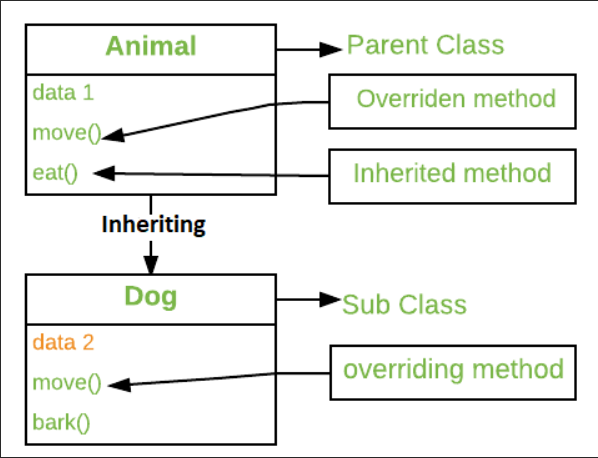 Animal
Parent Class
data 1
Overriden method
move()
eat()
Inherited method
Inheriting
Dog
Sub Class
data 2
move()
overriding method
bark()